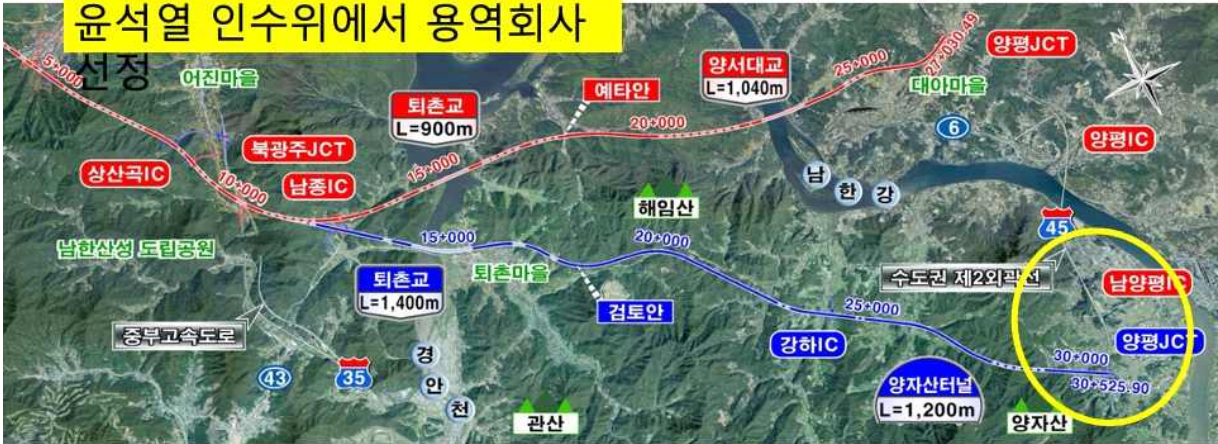 윤석열 인수위에서 용역회사
선정
5+000
어진마을
퇴촌교
L=900m
예타안
양서대교
L=1,040m
25+000
27+030.49
양평JCT
대아마을
6
양평IC
상산곡IC
북광주JCT
10+000
남종IC
15+000
20+000
남한강
해임산
45
남한산성 도립공원
15+000
20+000
퇴촌교
L=1,400m
퇴촌마을
검토안
수도권 제2외곽선
남양평IC
25+000
중부고속도로
강하IC
양평JCT
30+000
30+525.90
43
35
경안천
관산
양자산터널
L=1,200m
양자산